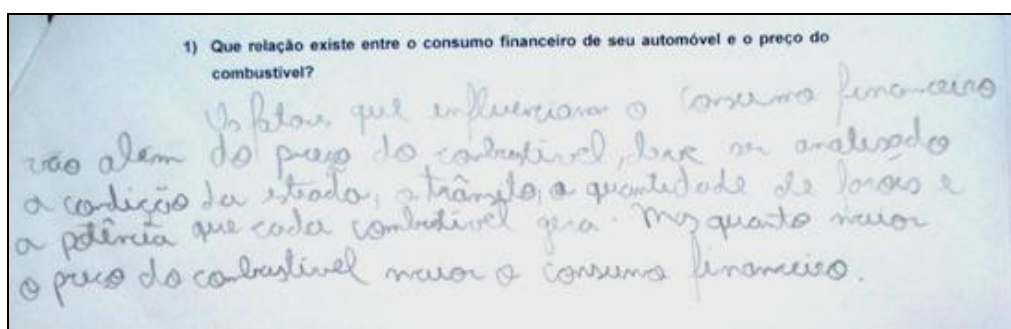 1) Que relação existe entre o consumo financeiro de seu automóvel e o preço do
combustível?
Os fatores que influenciam o consumo financeiro
vão alem do preço do combustível, deve ser analisado
a condição da estrada, o trânsito, a quantidade de e
a potência que cada combustível gera. Mas quanto maior
o preço do combustível maior o consumo financeiro.